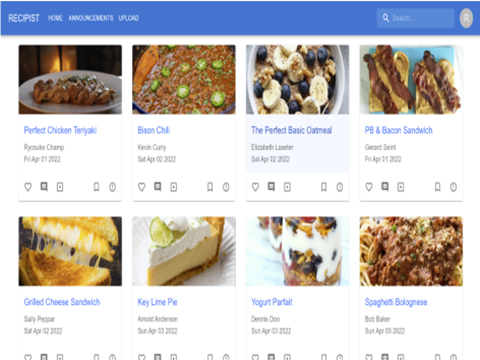 RECIPIST HOME ANNOUNCEMENTS UPLOAD Search... R
Perfect Chicken Teriyaki
Ryosuke Champ
Fri Apr 01 2022
Bison Chili
Kevin Curry
Sat Apr 02 2022
The Perfect Basic Oatmeal
Elizabeth Laseter
Sat Apr 02 2022
PB & Bacon Sandwich
Gerant Seint
Fri Apr 01 2022
Grilled Cheese Sandwich
Sally Peppar
Sat Apr 02 2022
Key Lime Pie
Arnold Anderson
Sun Apr 03 2022
Yogurt Parfait
Dennis Doo
Sun Apr 03 2022
Spaghetti Bolognese
Bob Baker
Sun Apr 03 2022